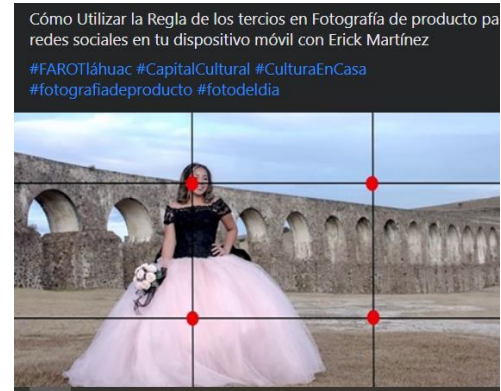 Cómo Utilizar la Regla de los tercios en Fotografía de producto
redes sociales en tu dispositivo móvil con Erick Martínez
#FAROTláhuac #CapitalCultural #CulturaEnCasa
#fotografiadeproducto #fotodeldia